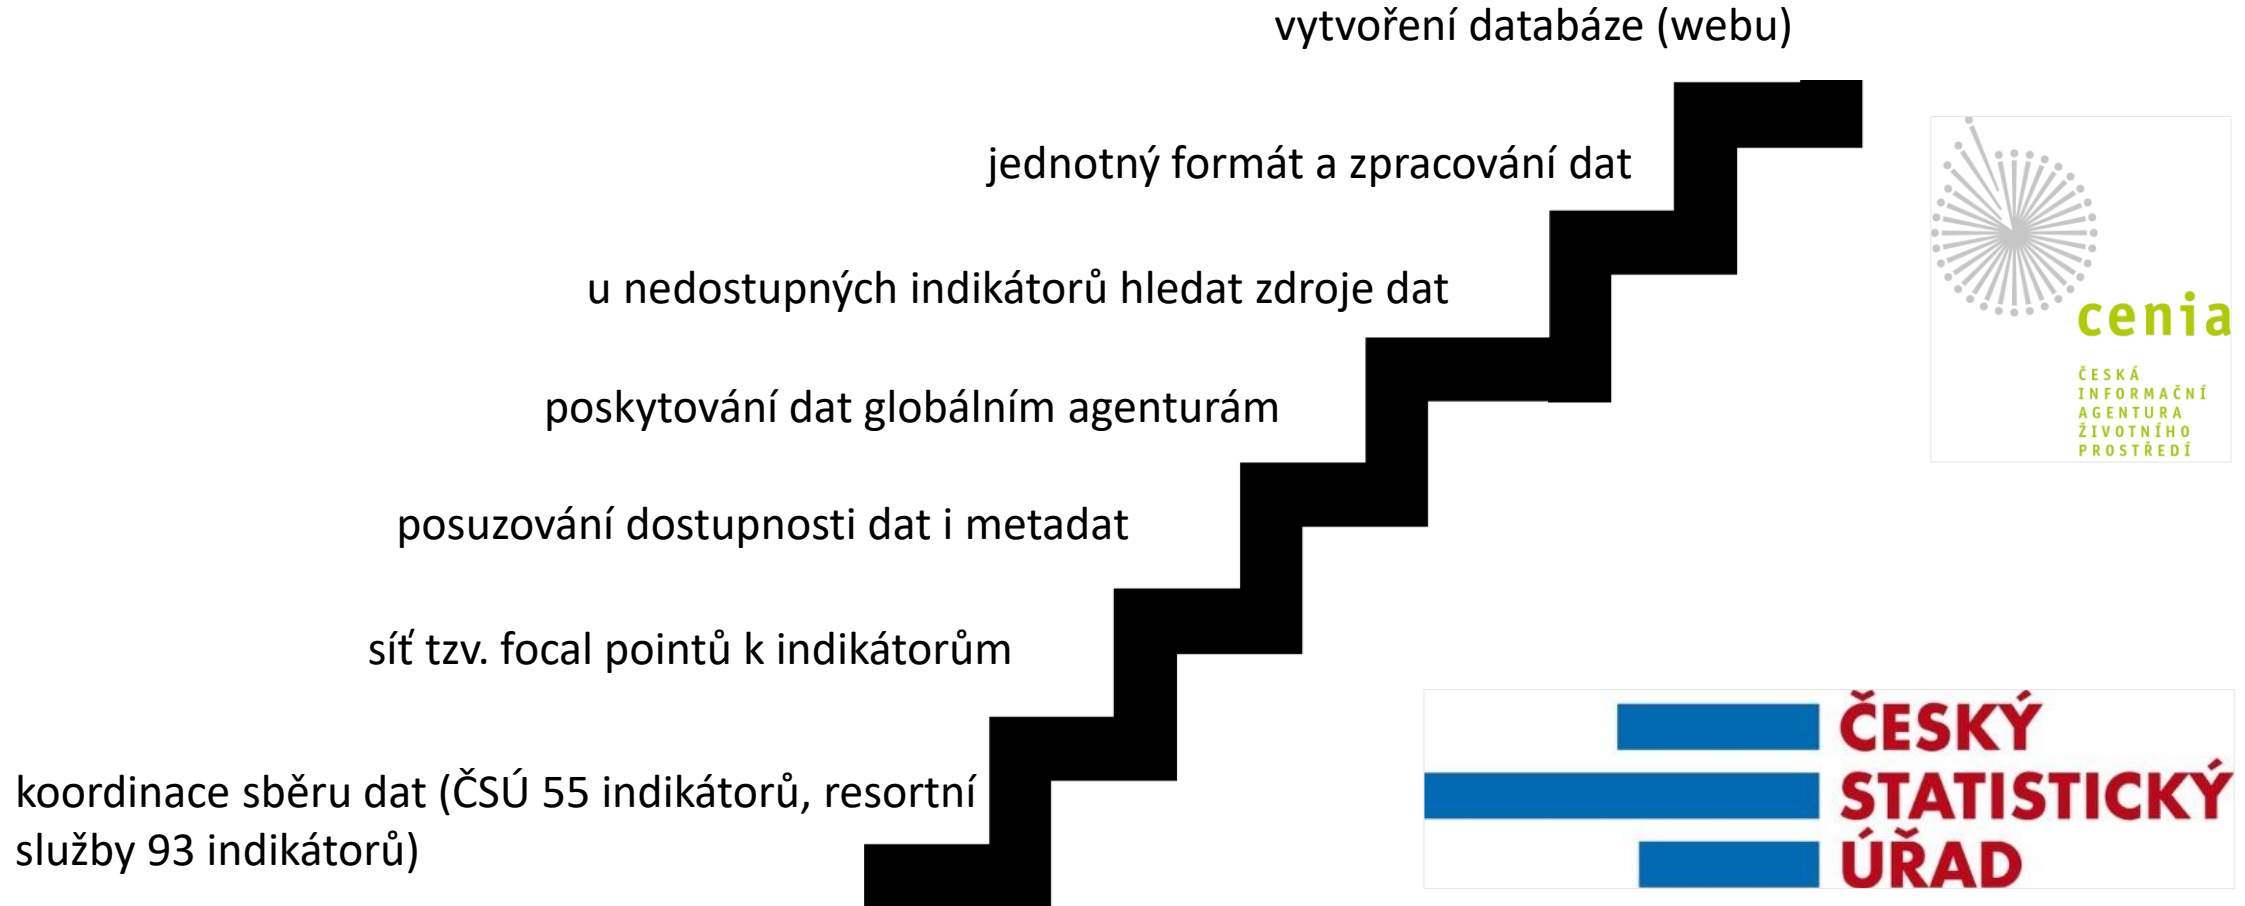 vytvoření databáze (webu)
jednotný formát a zpracování dat
u nedostupných indikátorů hledat zdroje dat
poskytování dat globálním agenturám
posuzování dostupnosti dat i metadat
síť tzv. focal pointů k indikátorům
koordinace sběru dat (ČSÚ 55 indikátorů, resortní
služby 93 indikátorů)
cenia
ČESKÁ
INFORMAČNÍ
AGENTURA
ŽIVOTNÍHO
PROSTŘEDÍ
ČESKÝ
STATISTICKÝ
ÚŘAD